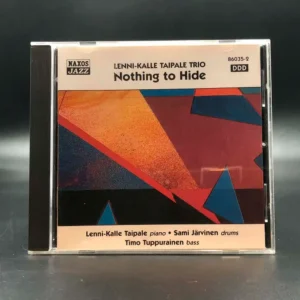 NAXOS
JAZZ
LENNI-KALLE TAIPALE TRIO
Nothing to Hide
86035-2
DDD
Lenni-Kalle Taipale piano • Sami Järvinen drums
Timo Tuppurainen bass